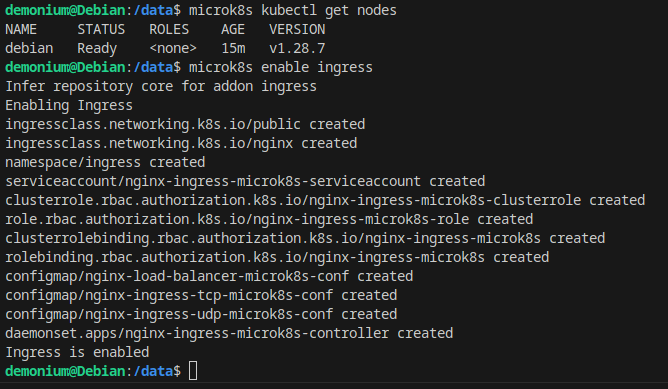 demonium@Debian:/data$ microk8s kubectl get nodes
NAME     STATUS   ROLES    AGE   VERSION
debian   Ready    <none>   15m   v1.28.7
demonium@Debian:/data$ microk8s enable ingress
Infer repository core for addon ingress
Enabling Ingress
ingressclass.networking.k8s.io/public created
ingressclass.networking.k8s.io/nginx created
namespace/ingress created
serviceaccount/nginx-ingress-microk8s-serviceaccount created
clusterrole.rbac.authorization.k8s.io/nginx-ingress-microk8s-clusterrole created
role.rbac.authorization.k8s.io/nginx-ingress-microk8s-role created
clusterrolebinding.rbac.authorization.k8s.io/nginx-ingress-microk8s created
rolebinding.rbac.authorization.k8s.io/nginx-ingress-microk8s created
configmap/nginx-load-balancer-microk8s-conf created
configmap/nginx-ingress-tcp-microk8s-conf created
configmap/nginx-ingress-udp-microk8s-conf created
daemonset.apps/nginx-ingress-microk8s-controller created
Ingress is enabled
demonium@Debian:/data$